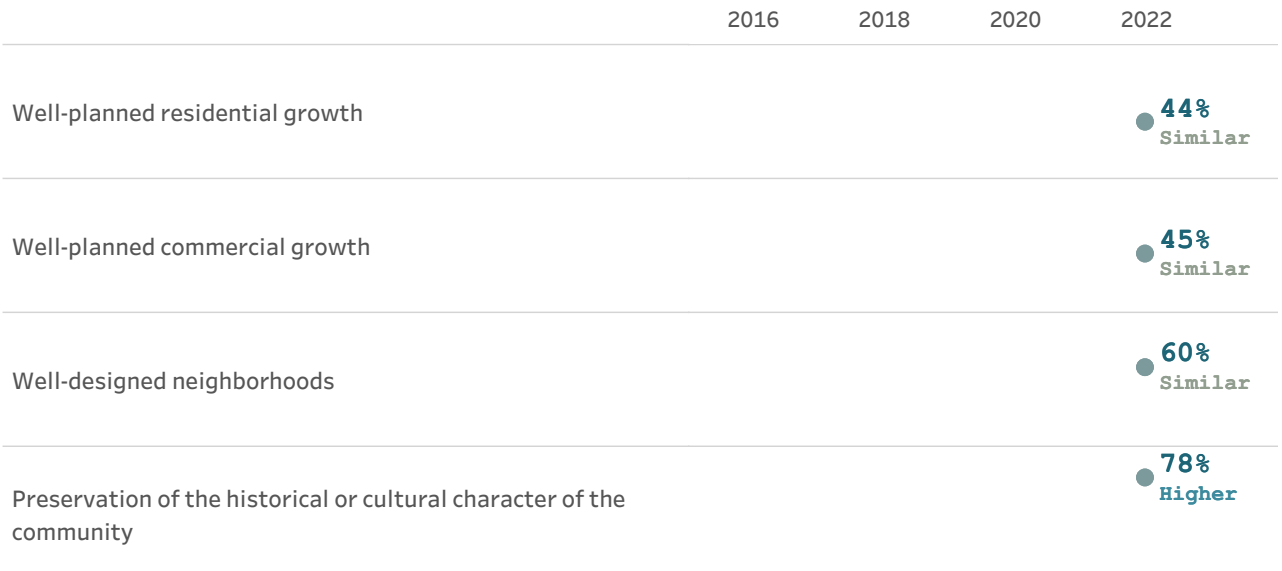 2016 2018 2020 2022
Well-planned residential growth
44%
Similar
Well-planned commercial growth
45%
Similar
Well-designed neighborhoods
60%
Similar
Preservation of the historical or cultural character of the
community
78%
Higher